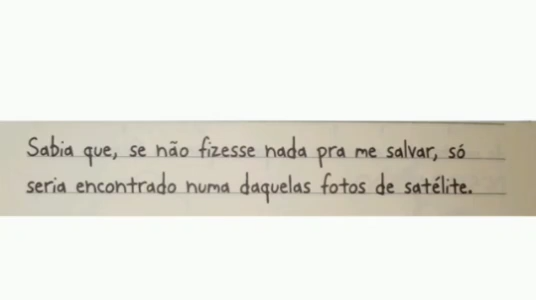 Sabia que, se não fizesse nada pra me salvar, só
seria encontrado numa daquelas fotos de satélite.